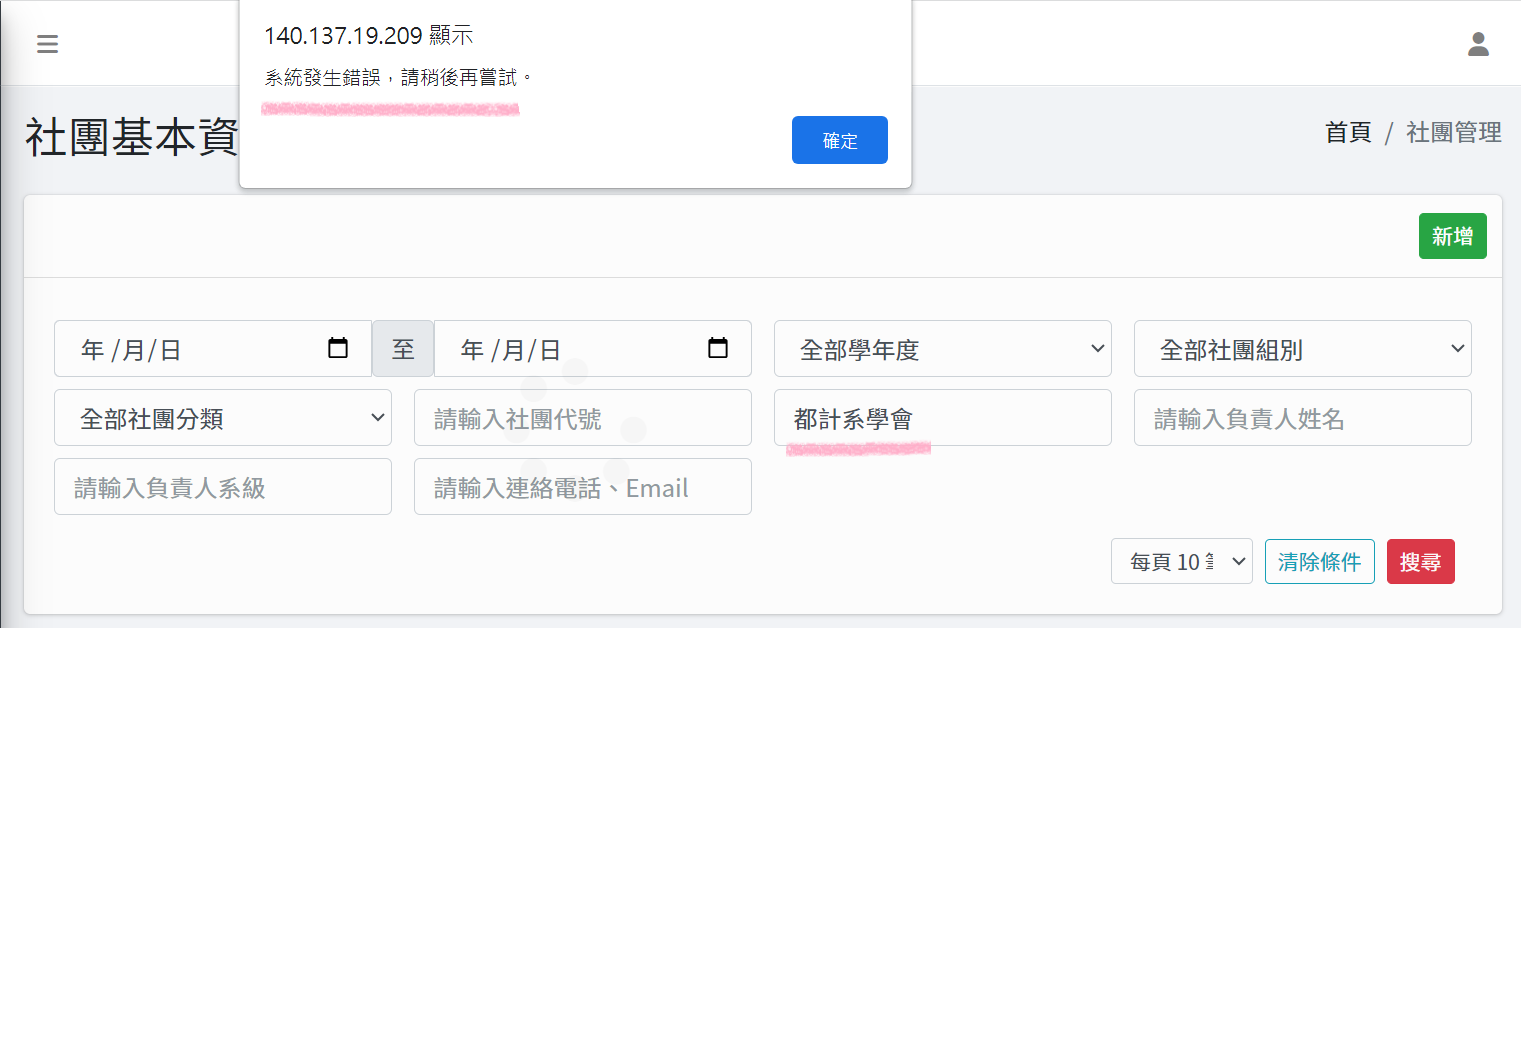 140.137.19.209 顯示
系統發生錯誤，請稍後再嘗試。
確定
社團基本資
首頁 / 社團管理
新增
年 /月/日 至 年 /月/日 全部學年度 全部社團組別
全部社團分類 請輸入社團代號 都計系學會 請輸入負責人姓名
請輸入負責人系級 請輸入連絡電話、Email
每頁 10 清除條件 搜尋